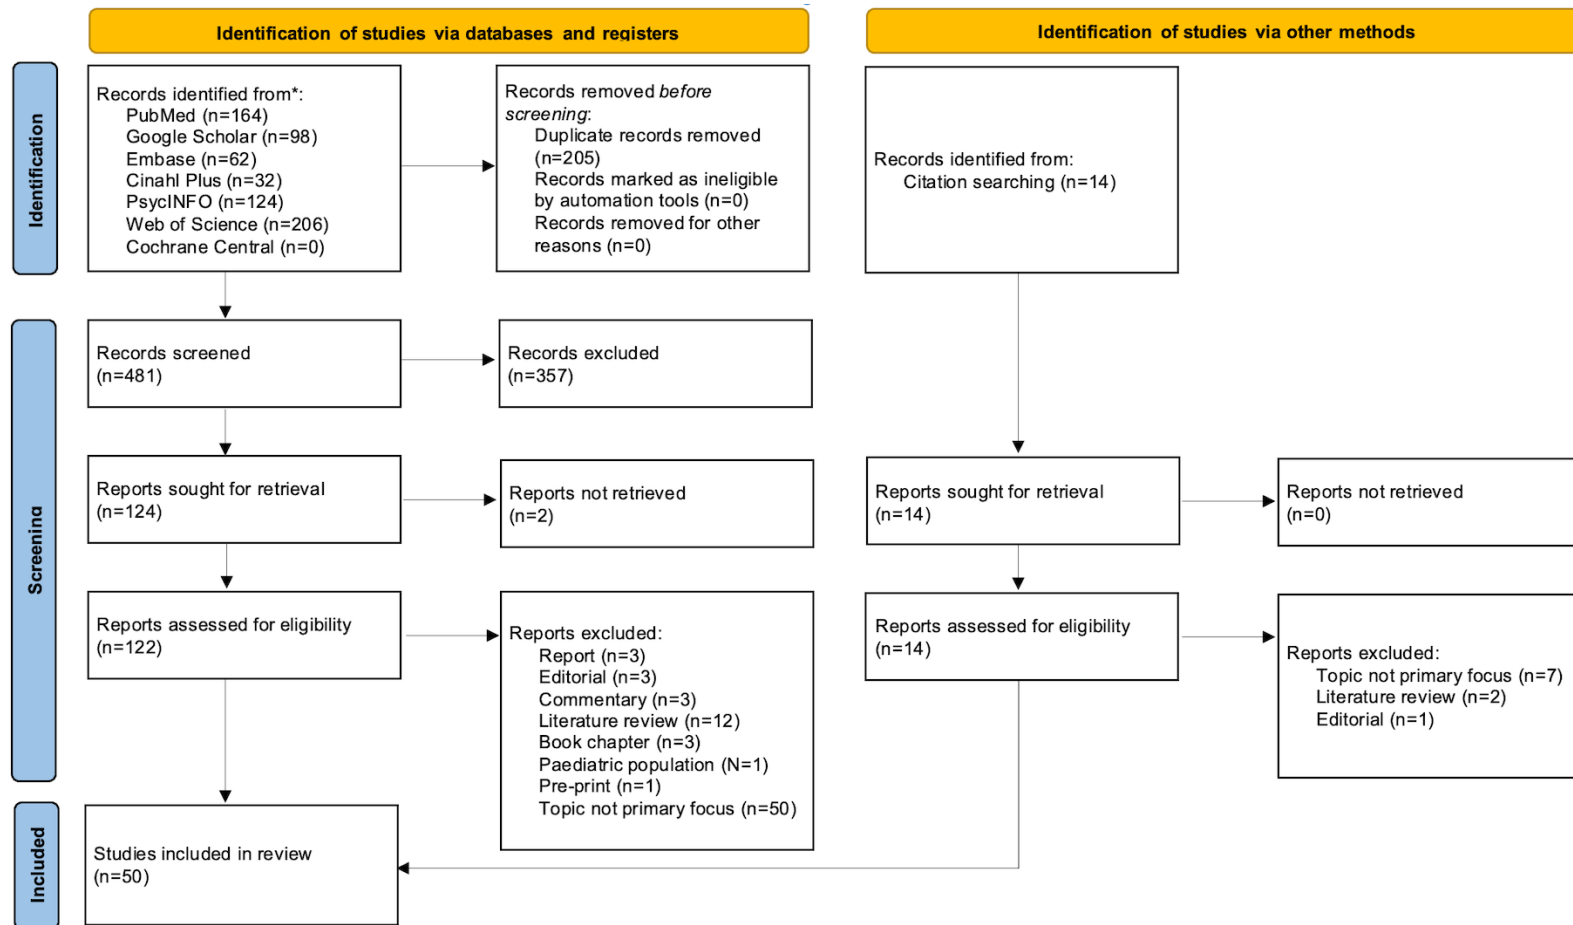 Identification of studies via databases and registers
Identification of studies via other methods
Identification
Records identified from*:
PubMed (n=164)
Google Scholar (n=98)
Embase (n=62)
Cinahl Plus (n=32)
PsycINFO (n=124)
Web of Science (n=206)
Cochrane Central (n=0)
Records removed before
screening:
Duplicate records removed
(n=205)
Records marked as ineligible
by automation tools (n=0)
Records removed for other
reasons (n=0)
Records identified from:
Citation searching (n=14)
Screening
Records screened
(n=481)
Records excluded
(n=357)
Reports sought for retrieval
(n=124)
Reports not retrieved
(n=2)
Reports sought for retrieval
(n=14)
Reports not retrieved
(n=0)
Reports assessed for eligibility
(n=122)
Reports excluded:
Report (n=3)
Editorial (n=3)
Commentary (n=3)
Literature review (n=12)
Book chapter (n=3)
Paediatric population (N=1)
Pre-print (n=1)
Topic not primary focus (n=50)
Reports assessed for eligibility
(n=14)
Reports excluded:
Topic not primary focus (n=7)
Literature review (n=2)
Editorial (n=1)
Included
Studies included in review
(n=50)